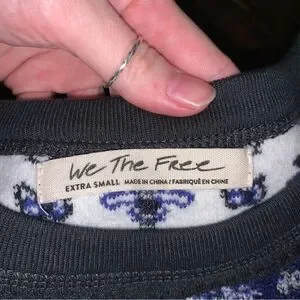 We The Free
EXTRA SMALL MADE IN CHINA / FABRIQUÉ EN CHINE